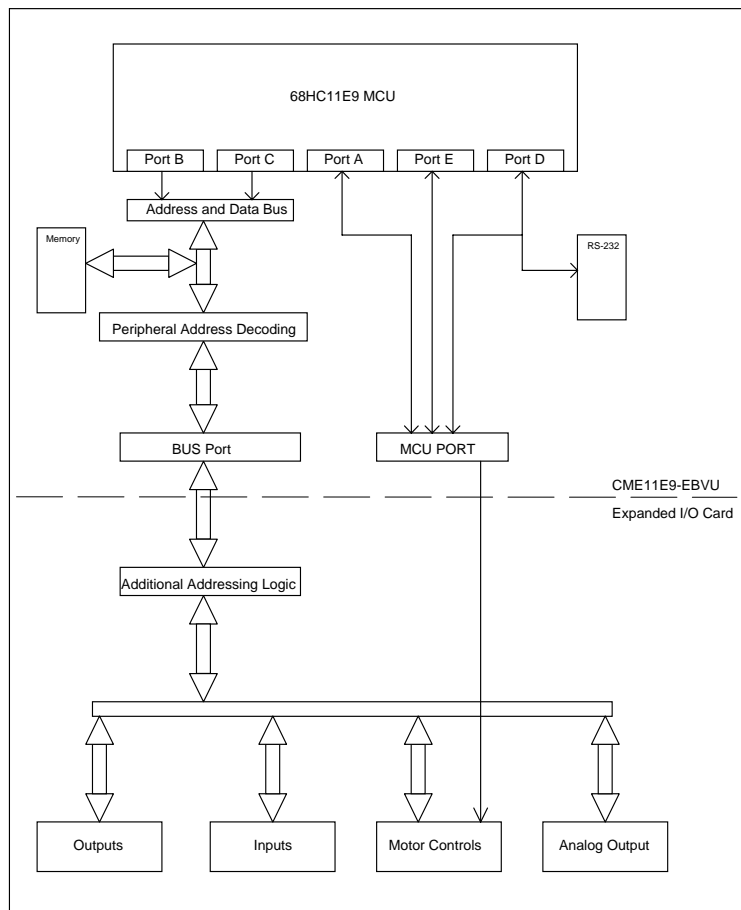 68HC11E9 MCU
Port B
Port C
Port A
Port E
Port D
Address and Data Bus
Memory
RS-232
Peripheral Address Decoding
BUS Port
MCU PORT
CME11E9-EBVU
Expanded I/O Card
Additional Addressing Logic
Outputs
Inputs
Motor Controls
Analog Output